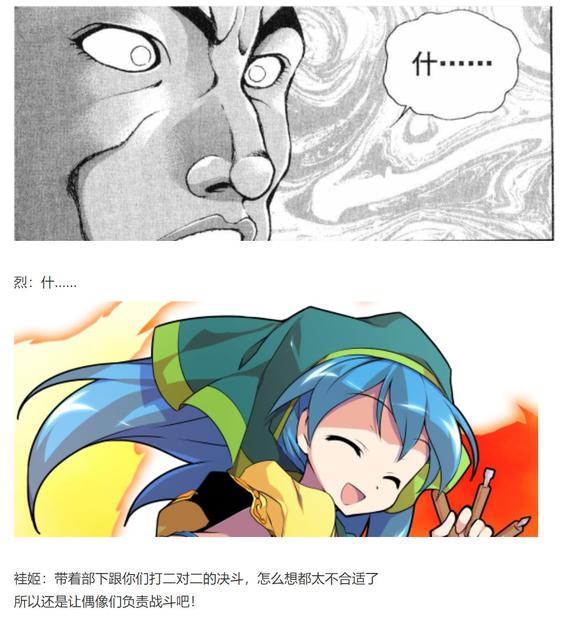 什······
烈：什......
袿姬：带着部下跟你们打二对二的决斗，怎么想都太不合适了
所以还是让偶像们负责战斗吧！